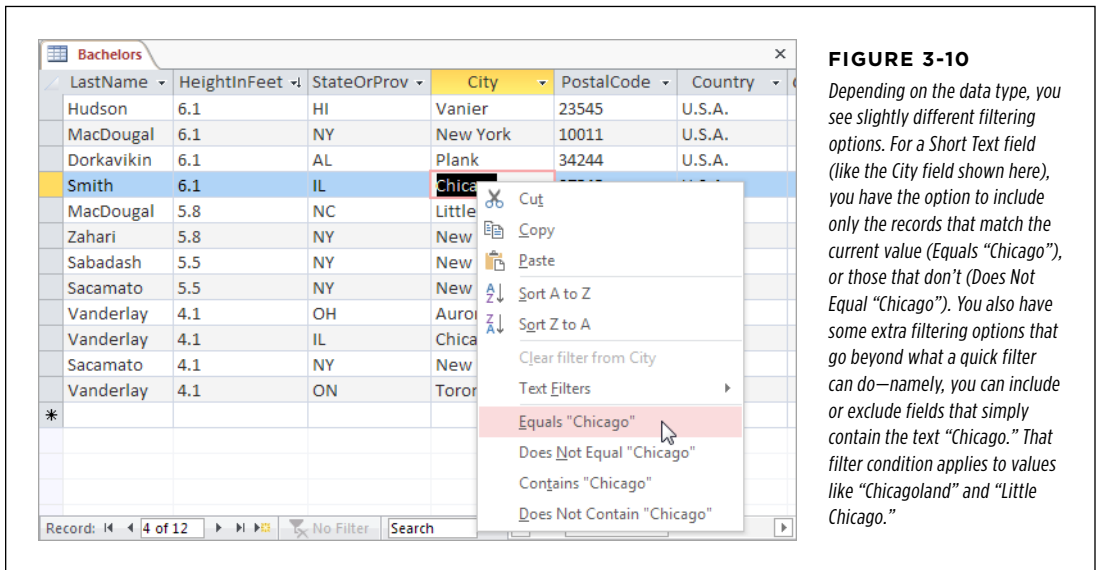 Bachelors
LastName HeightInFeet StateOrProv City PostalCode Country
Hudson 6.1 HI Vanier 23545 U.S.A.
MacDougal 6.1 NY New York 10011 U.S.A.
Dorkavikin 6.1 AL Plank 34244 U.S.A.
Smith 6.1 IL
MacDougal 5.8 NC Little
Zahari 5.8 NY New
Sabadash 5.5 NY New
Sacamato 5.5 NY New
Vanderlay 4.1 OH
Vanderlay 4.1 IL
Sacamato 4.1 NY New
Vanderlay 4.1 ON
Cut
Copy
Paste
Sort A to Z
Sort Z to A
Clear filter from City
Text Filters
Equals "Chicago"
Does Not Equal "Chicago"
Contains "Chicago"
Does Not Contain "Chicago"
Record: 4 of 12 No Filter Search
FIGURE 3-10
Depending on the data type, you
see slightly different filtering
options. For a Short Text field
(like the City field shown here),
you have the option to include
only the records that match the
current value (Equals “Chicago”),
or those that don’t (Does Not
Equal “Chicago”). You also have
some extra filtering options that
go beyond what a quick filter
can do—namely, you can include
or exclude fields that simply
contain the text “Chicago.” That
filter condition applies to values
like “Chicagoland” and “Little
Chicago.”